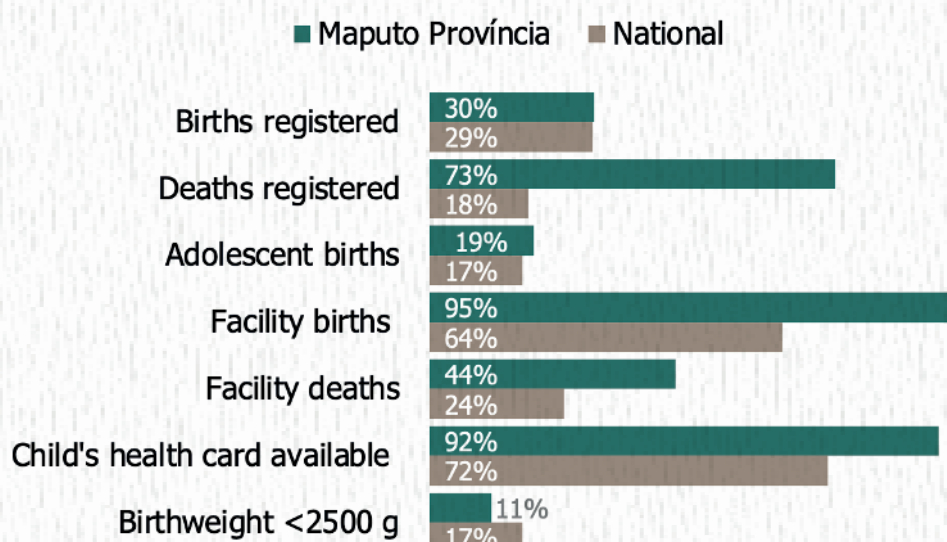 Maputo Província National
Births registered 30%
29%
Deaths registered 73%
18%
Adolescent births 19%
17%
Facility births 95%
64%
Facility deaths 44%
24%
Child's health card available 92%
72%
Birthweight <2500 g 11%
17%